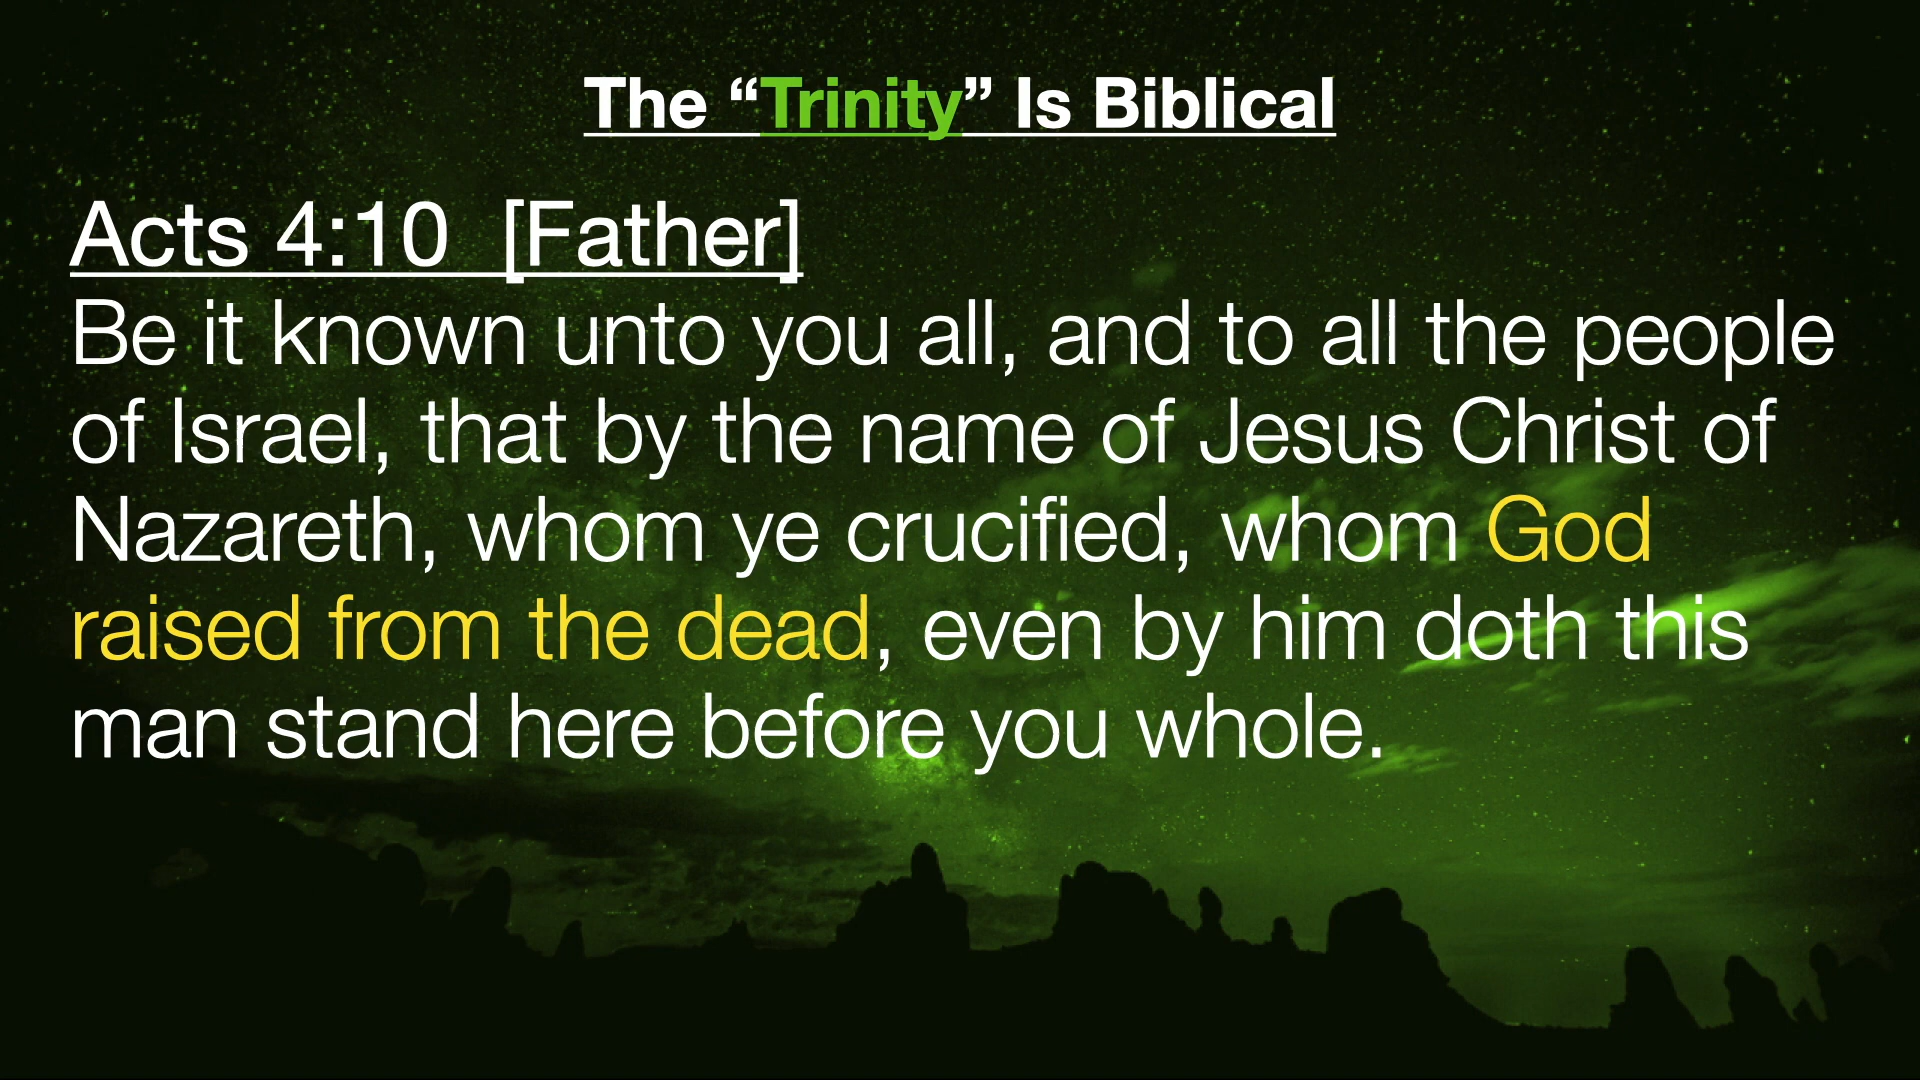 The “Trinity” Is Biblical
Acts 4:10  [Father]
Be it known unto you all, and to all the people
of Israel, that by the name of Jesus Christ of
Nazareth, whom ye crucified, whom God
raised from the dead, even by him doth this
man stand here before you whole.